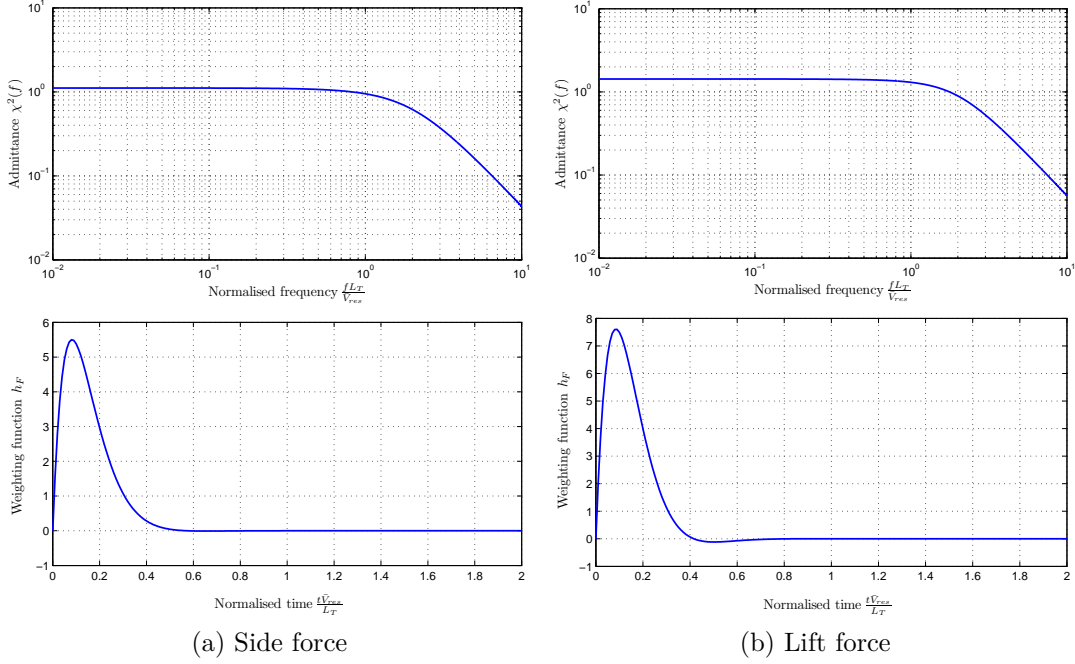 10^1
10^0
10^-1
10^-2
Admittance χ^2(f)
10^-2 10^-1 10^0 10^1
Normalised frequency fL_T/V̄_res
10^1
10^0
10^-1
10^-2
Admittance χ^2(f)
10^-2 10^-1 10^0 10^1
Normalised frequency fL_T/V̄_res
6
5
4
3
2
1
0
−1
Weighting function h_F
0 0.2 0.4 0.6 0.8 1 1.2 1.4 1.6 1.8 2
Normalised time tV̄_res/L_T
8
7
6
5
4
3
2
1
0
−1
Weighting function h_F
0 0.2 0.4 0.6 0.8 1 1.2 1.4 1.6 1.8 2
Normalised time tV̄_res/L_T
(a) Side force
(b) Lift force